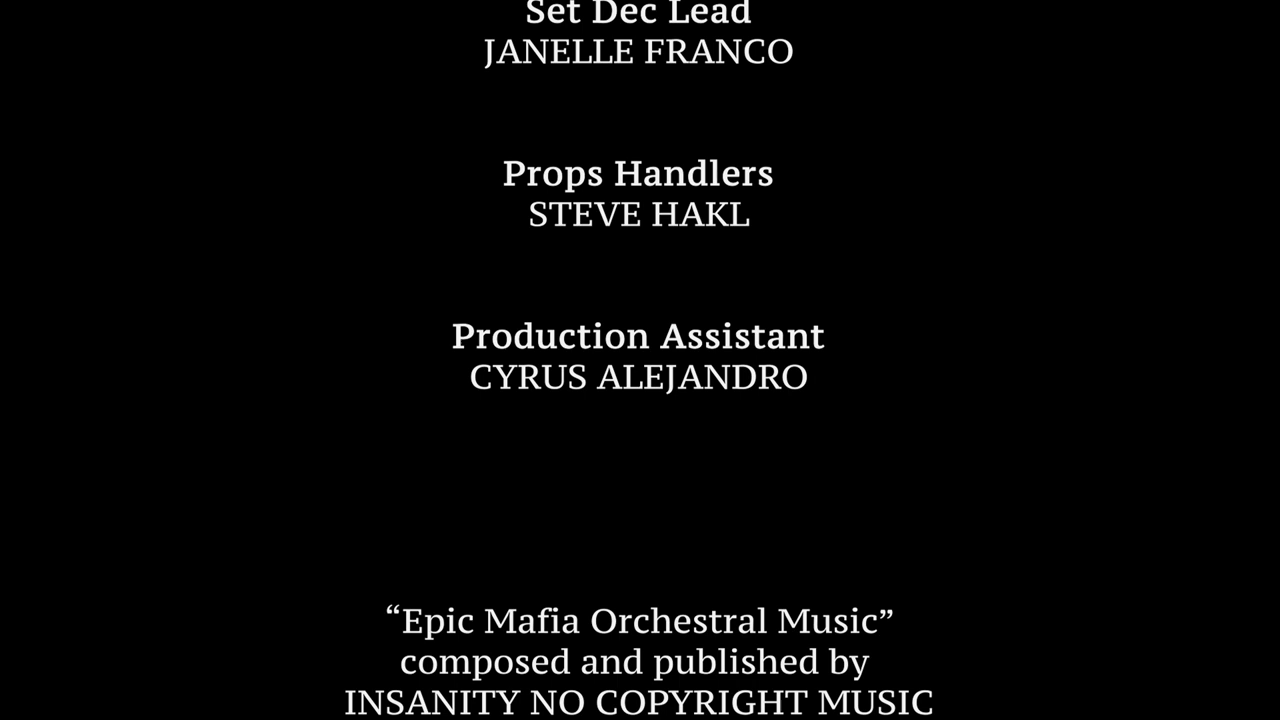 Set Dec Lead
JANELLE FRANCO
Props Handlers
STEVE HAKL
Production Assistant
CYRUS ALEJANDRO
“Epic Mafia Orchestral Music”
composed and published by
INSANITY NO COPYRIGHT MUSIC